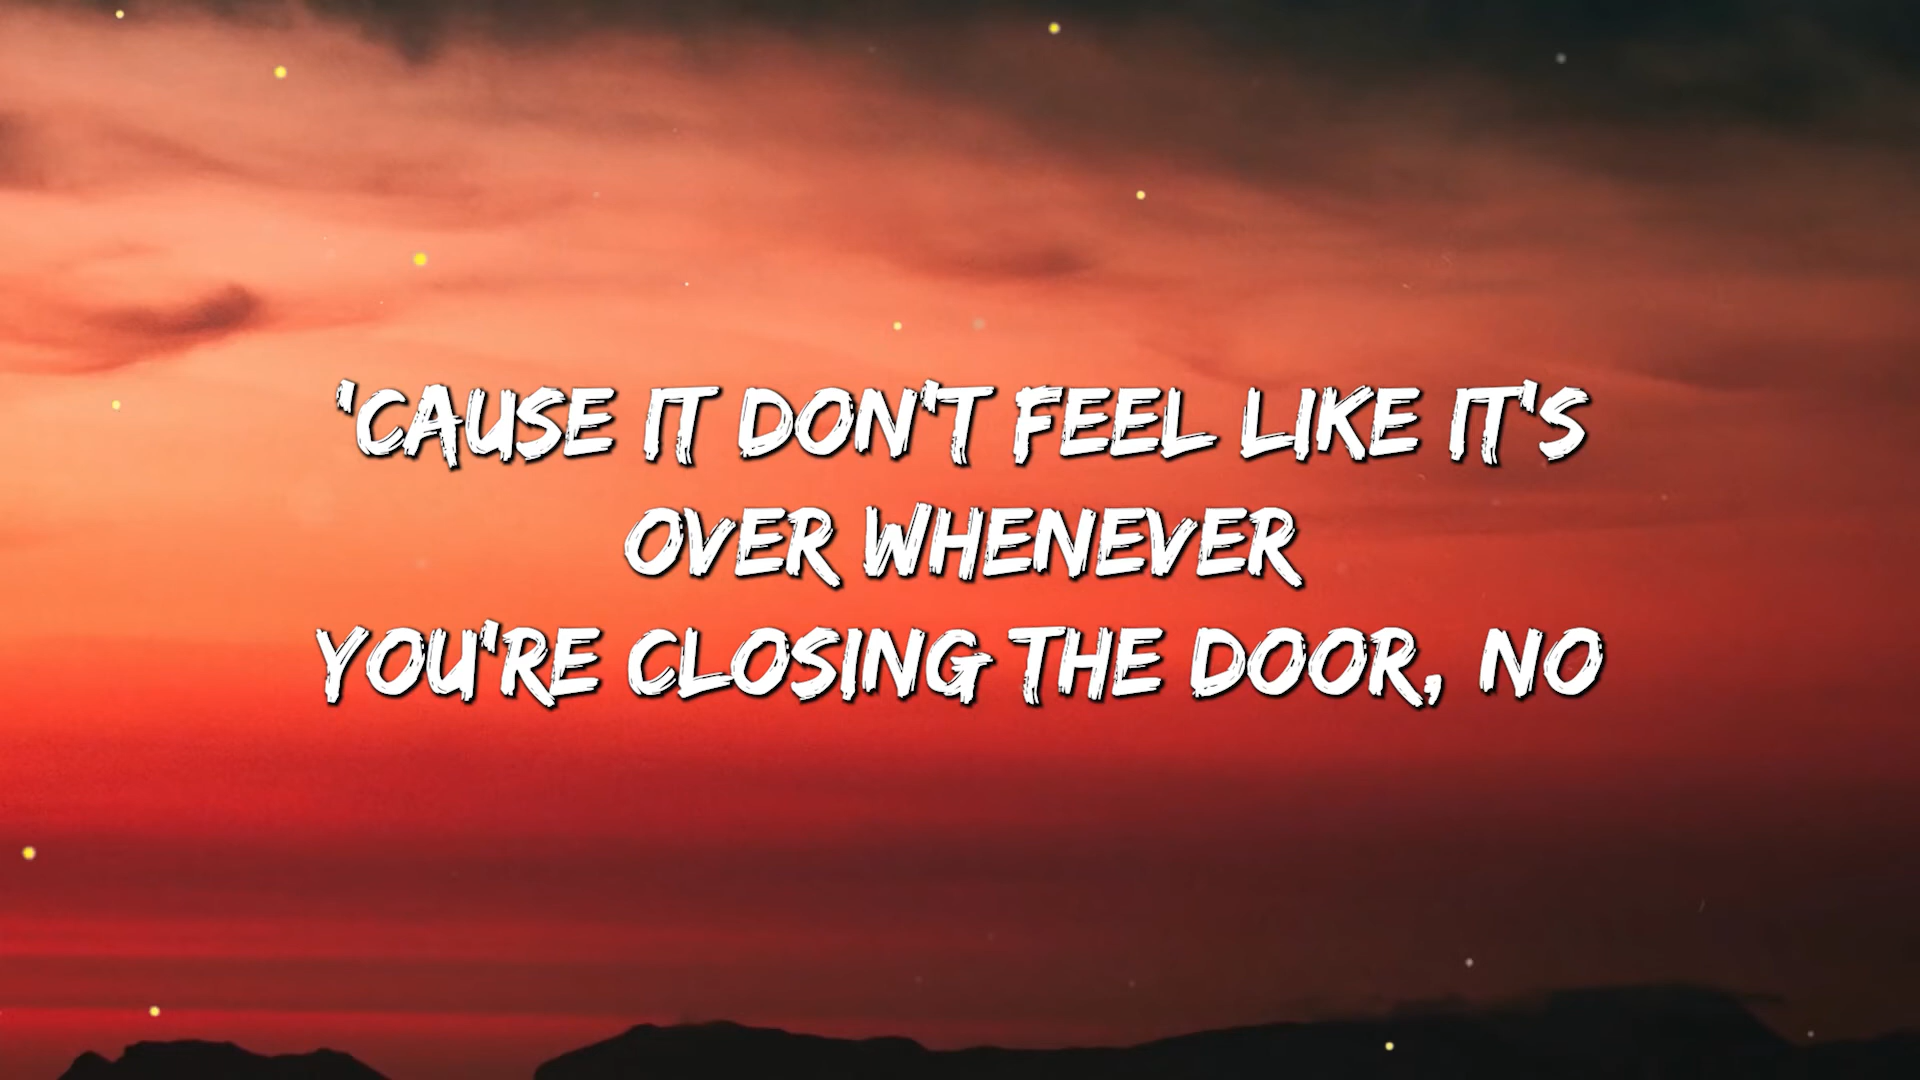 'CAUSE IT DON'T FEEL LIKE IT'S
OVER WHENEVER
YOU'RE CLOSING THE DOOR, NO